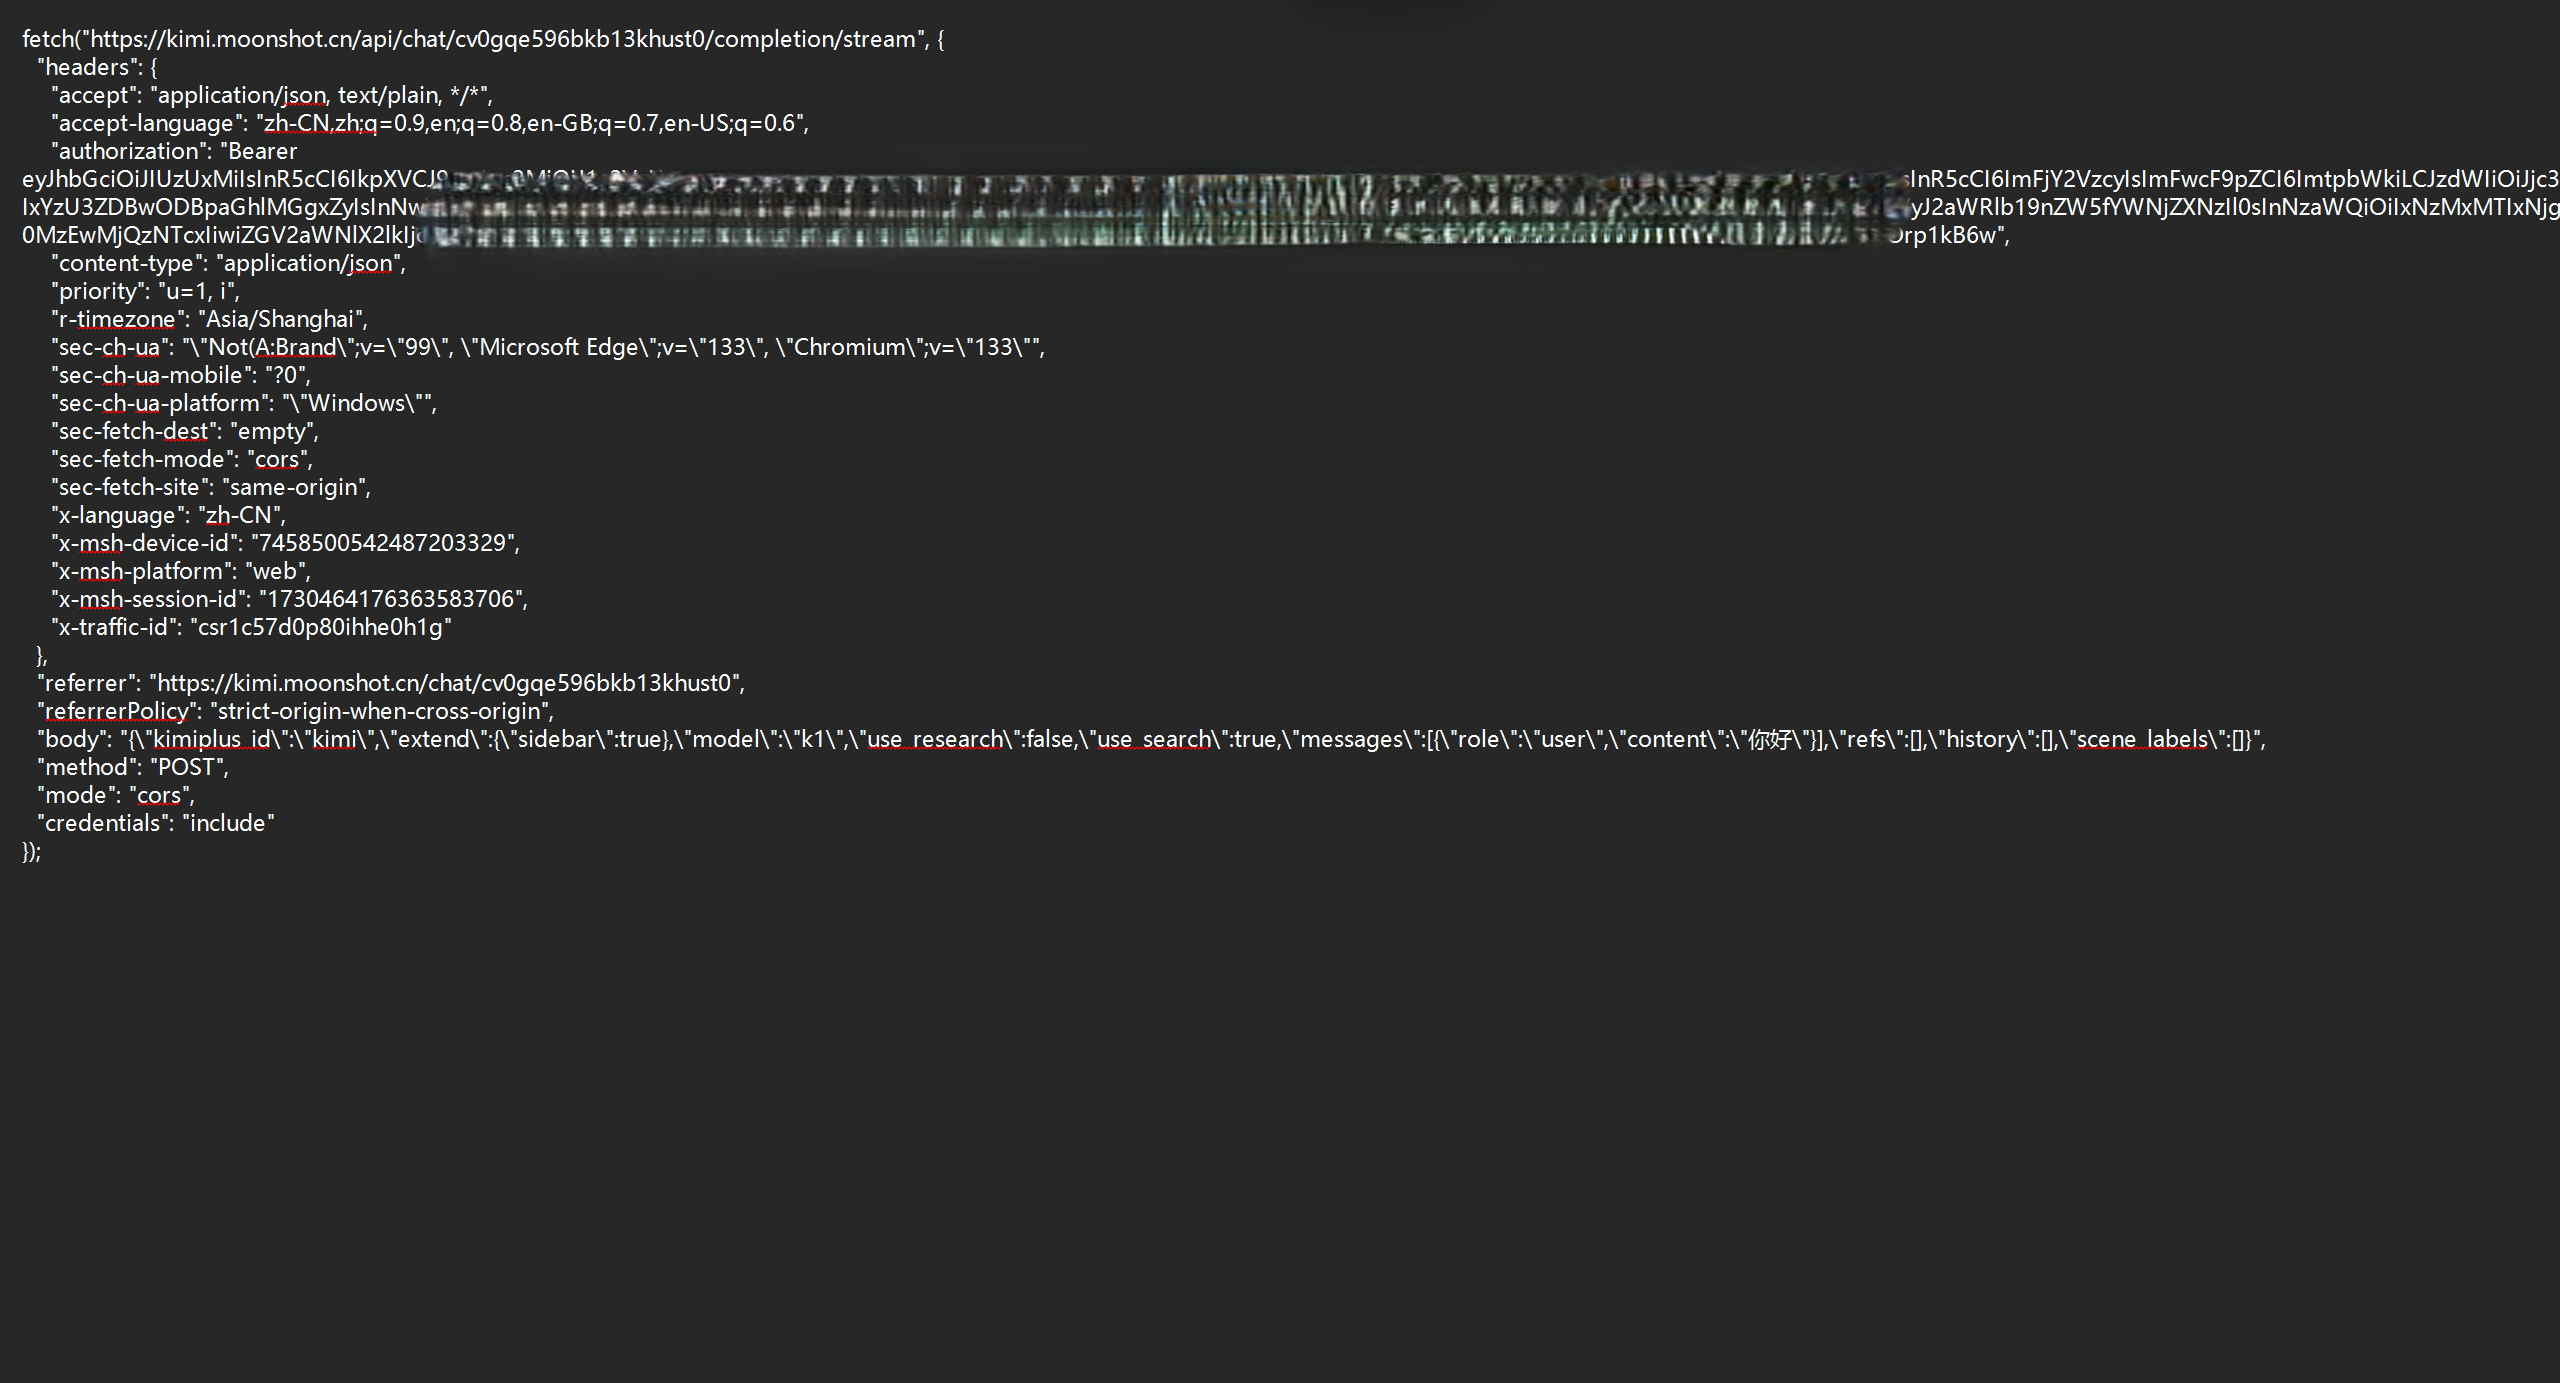 fetch("https://kimi.moonshot.cn/api/chat/cv0gqe596bkb13khust0/completion/stream", {
"headers": {
"accept": "application/json, text/plain, */*",
"accept-language": "zh-CN,zh;q=0.9,en;q=0.8,en-GB;q=0.7,en-US;q=0.6",
"authorization": "Bearer
eyJhbGciOiJIUzUxMiIsInR5cCI6IkpXVCJ9 sInR5cCI6ImFjY2VzcyIsImFwcF9pZCI6ImtpbWkiLCJzdWIiOiJjc3
IxYzU3ZDBwODBpaGhlMGgxZyIsInNw yJ2aWRlb19nZW5fYWNjZXNzIl0sInNzaWQiOiIxNzMxMTIxNjg
0MzEwMjQzNTcxIiwiZGV2aWNlX2lkIj rp1kB6w",
"content-type": "application/json",
"priority": "u=1, i",
"r-timezone": "Asia/Shanghai",
"sec-ch-ua": "\"Not(A:Brand\";v=\"99\", \"Microsoft Edge\";v=\"133\", \"Chromium\";v=\"133\"",
"sec-ch-ua-mobile": "?0",
"sec-ch-ua-platform": "\"Windows\"",
"sec-fetch-dest": "empty",
"sec-fetch-mode": "cors",
"sec-fetch-site": "same-origin",
"x-language": "zh-CN",
"x-msh-device-id": "7458500542487203329",
"x-msh-platform": "web",
"x-msh-session-id": "1730464176363583706",
"x-traffic-id": "csr1c57d0p80ihhe0h1g"
},
"referrer": "https://kimi.moonshot.cn/chat/cv0gqe596bkb13khust0",
"referrerPolicy": "strict-origin-when-cross-origin",
"body": "{\"kimiplus_id\":\"kimi\",\"extend\":{\"sidebar\":true},\"model\":\"k1\",\"use_research\":false,\"use_search\":true,\"messages\":[{\"role\":\"user\",\"content\":\"你好\"}],\"refs\":[],\"history\":[],\"scene_labels\":[]}",
"method": "POST",
"mode": "cors",
"credentials": "include"
});